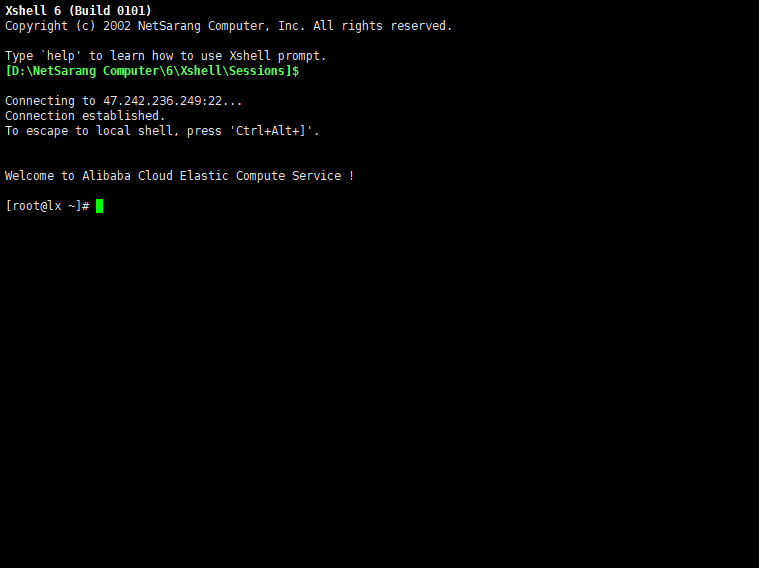 Xshell 6 (Build 0101)
Copyright (c) 2002 NetSarang Computer, Inc. All rights reserved.
Type `help' to learn how to use Xshell prompt.
[D:\NetSarang Computer\6\Xshell\Sessions]$
Connecting to 47.242.236.249:22...
Connection established.
To escape to local shell, press 'Ctrl+Alt+]'.
Welcome to Alibaba Cloud Elastic Compute Service !
[root@lx ~]#